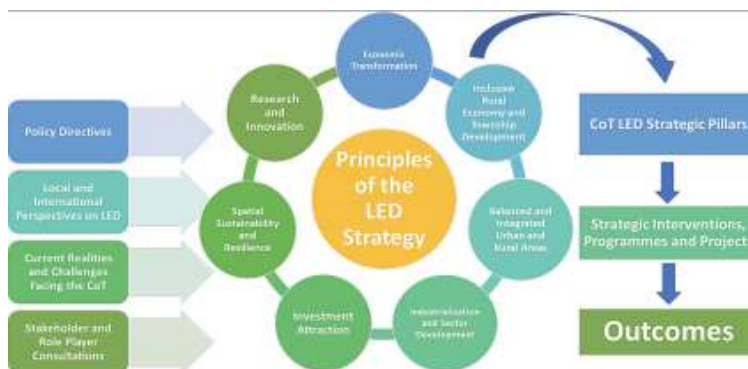 Policy Directives
Local and
International
Perspectives on LED
Current Realities
and Challenges
Facing the CoT
Stakeholder and
Role Player
Consultations
Economic
Transformation
Inclusive
Rural
Economy and
Township
Development
Balanced and
Integrated
Urban and
Rural Areas
Industrialisation
and Sector
Development
Investment
Attraction
Spatial
Sustainability
and
Resilience
Research
and
Innovation
Principles
of the
LED
Strategy
CoT LED Strategic Pillars
Strategic Interventions,
Programmes and Project
Outcomes